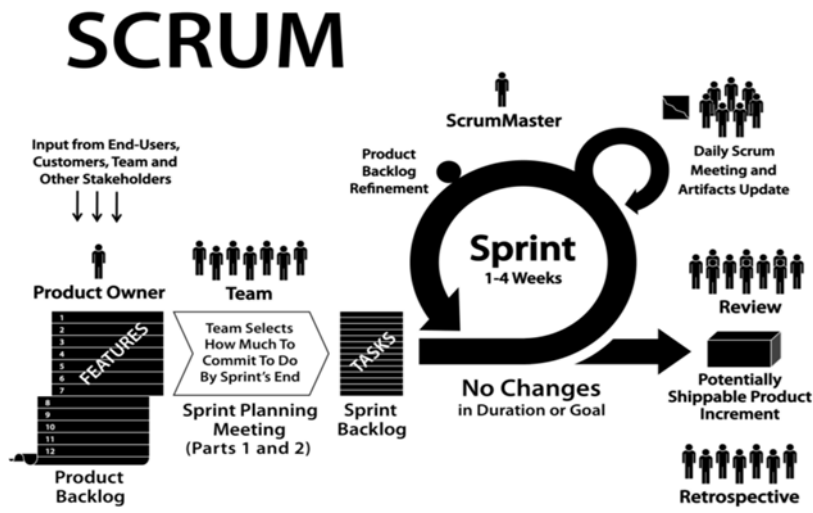 SCRUM
Input from End-Users,
Customers, Team and
Other Stakeholders
Product Owner
Team
1
2
3
4
5
6
7
8
9
10
11
12
FEATURES
Product
Backlog
Team Selects
How Much To
Commit To Do
By Sprint's End
Sprint Planning
Meeting
(Parts 1 and 2)
TASKS
Sprint
Backlog
ScrumMaster
Product
Backlog
Refinement
Sprint
1-4 Weeks
No Changes
in Duration or Goal
Daily Scrum
Meeting and
Artifacts Update
Review
Potentially
Shippable Product
Increment
Retrospective